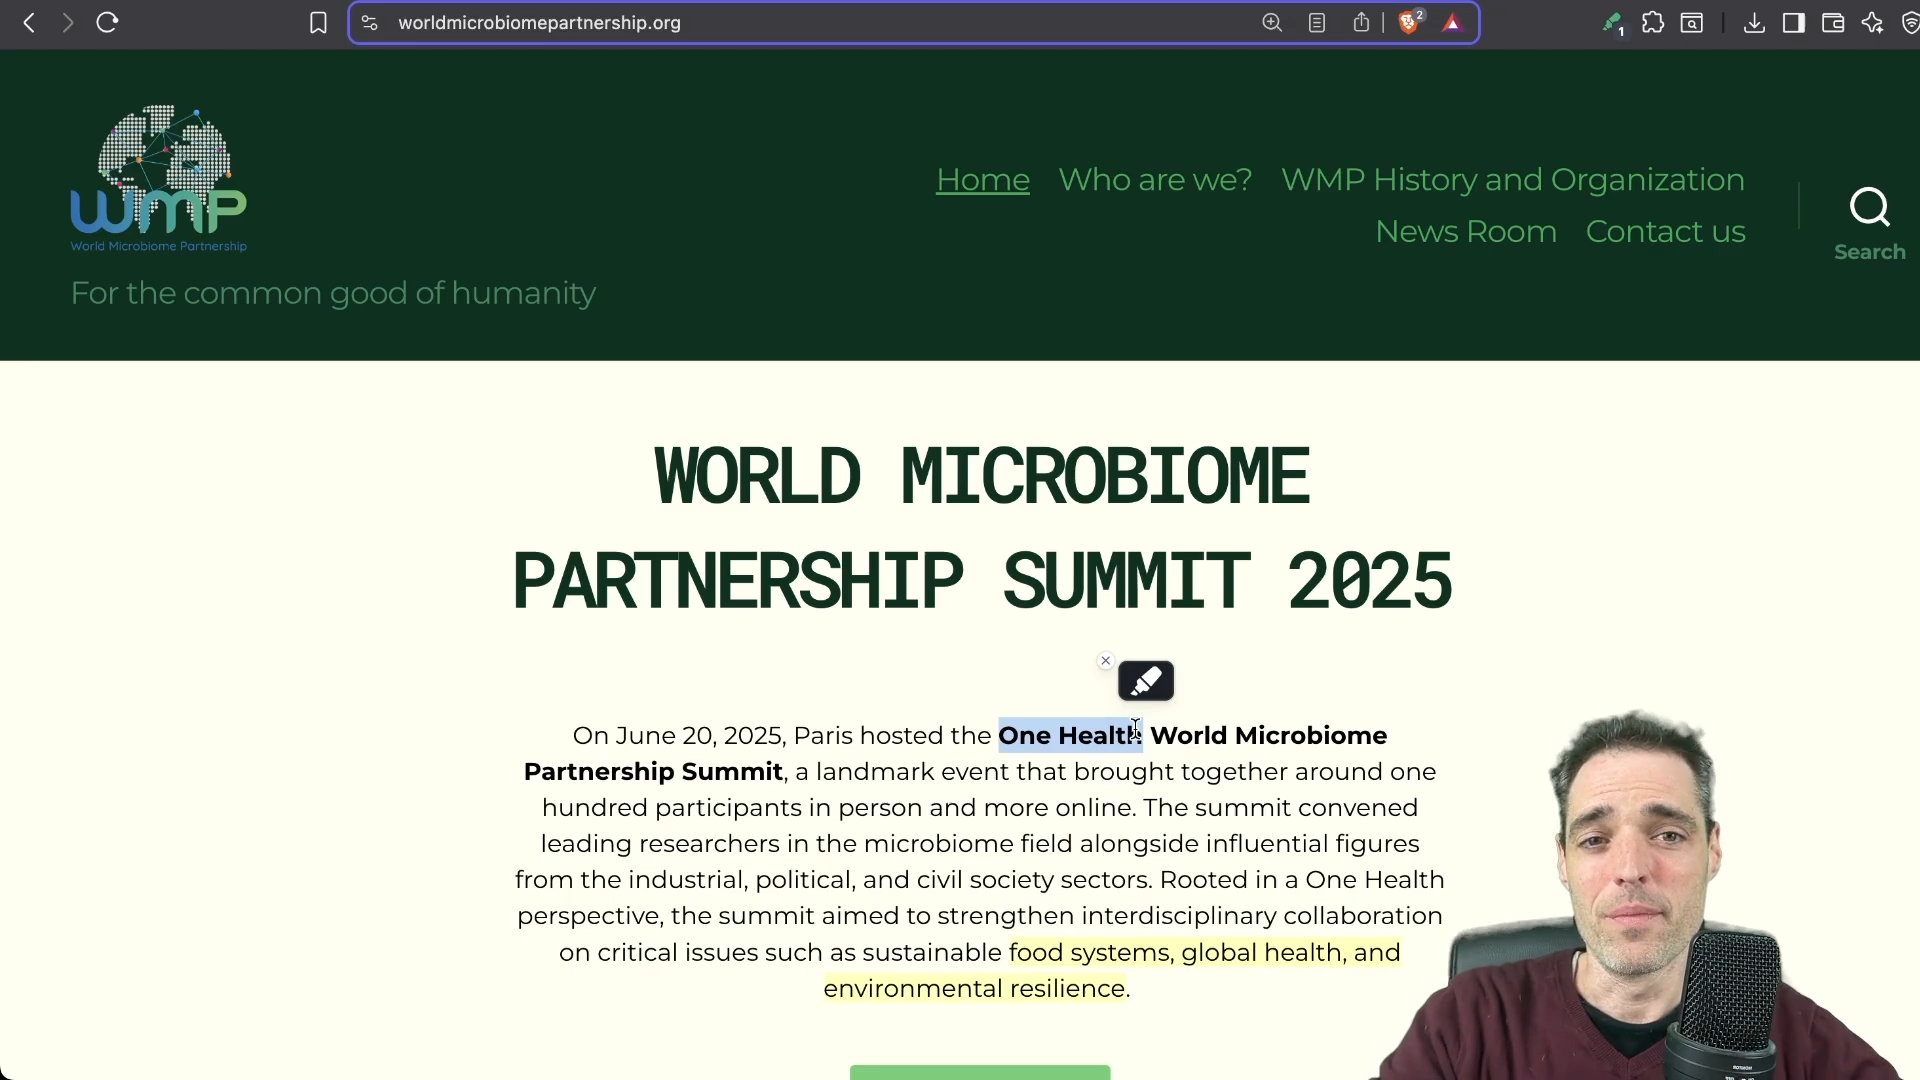 worldmicrobiomepartnership.org
2
1
WMP
World Microbiome Partnership
For the common good of humanity
Home Who are we? WMP History and Organization
News Room Contact us
Search
WORLD MICROBIOME
PARTNERSHIP SUMMIT 2025
On June 20, 2025, Paris hosted the One Health World Microbiome
Partnership Summit, a landmark event that brought together around one
hundred participants in person and more online. The summit convened
leading researchers in the microbiome field alongside influential figures
from the industrial, political, and civil society sectors. Rooted in a One Health
perspective, the summit aimed to strengthen interdisciplinary collaboration
on critical issues such as sustainable food systems, global health, and
environmental resilience.